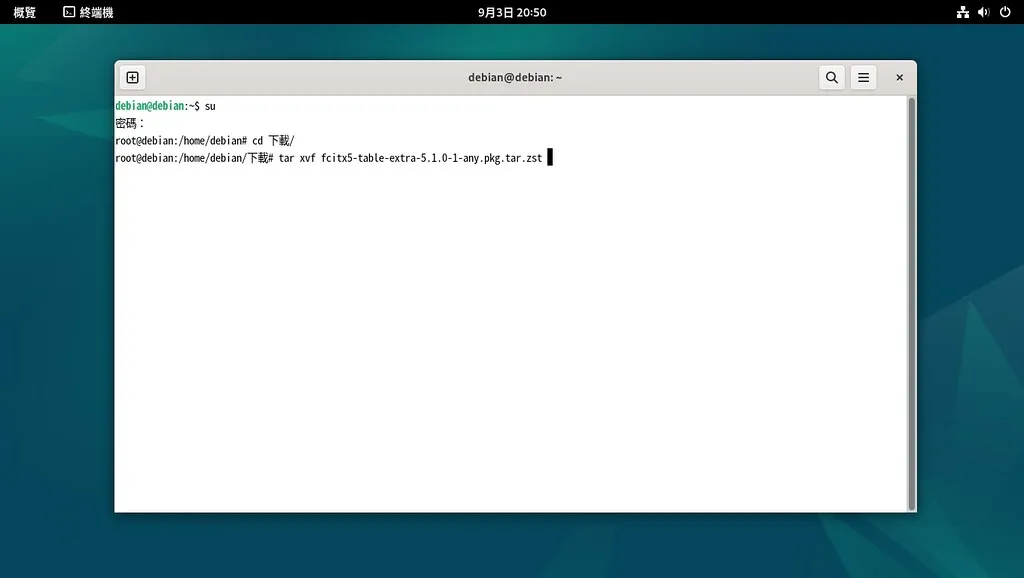 概覽 終端機 9月3日 20:50
debian@debian: ~
debian@debian:~$ su
密碼：
root@debian:/home/debian# cd 下載/
root@debian:/home/debian/下載# tar xvf fcitx5-table-extra-5.1.0-1-any.pkg.tar.zst